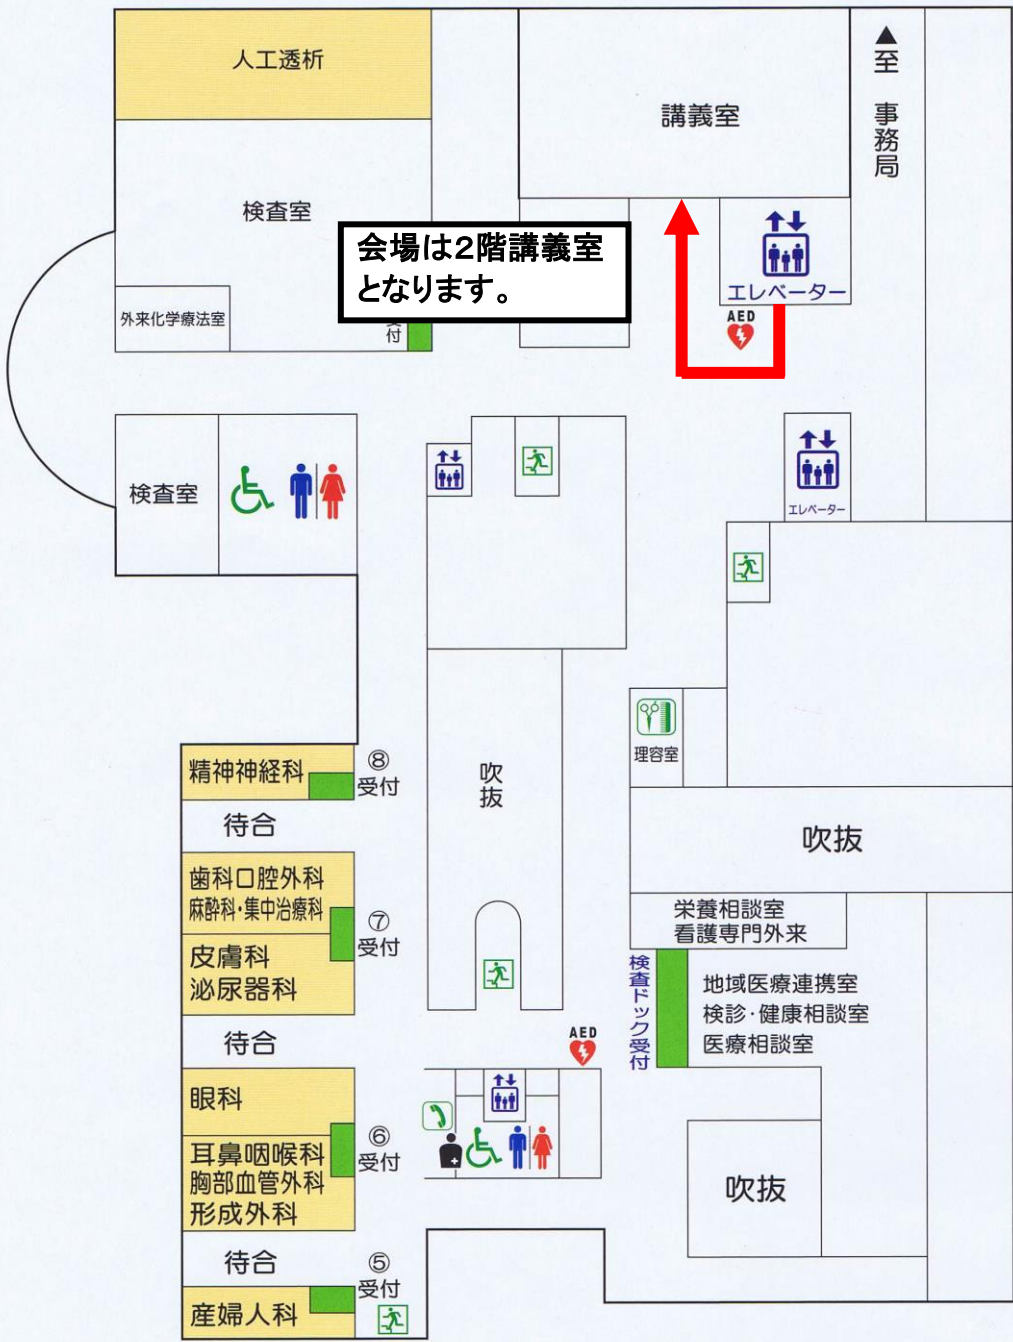 人工透析
講義室
▲至 事務局
検査室
会場は2階講義室
となります。
エレベーター
AED
外来化学療法室
付
検査室
エレベーター
理容室
精神神経科
⑧
受付
待合
吹抜
吹抜
歯科口腔外科
麻酔科・集中治療科
⑦
受付
皮膚科
泌尿器科
栄養相談室
看護専門外来
検査ドック受付
地域医療連携室
検診・健康相談室
医療相談室
待合
AED
眼科
⑥
受付
耳鼻咽喉科
胸部血管外科
形成外科
吹抜
待合
⑤
受付
産婦人科